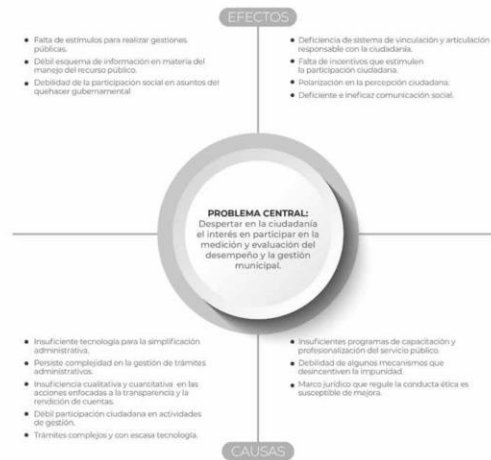 EFECTOS
• Falta de estímulos para realizar gestiones
públicas.
• Débil esquema de información en materia del
manejo del recurso público.
• Debilidad de la participación social en asuntos del
quehacer gubernamental
• Deficiencia de sistema de vinculación y articulación
responsable con la ciudadanía.
• Falta de incentivos que estimulen
la participación ciudadana.
• Polarización en la percepción ciudadana.
• Deficiente e ineficaz comunicación social.
PROBLEMA CENTRAL:
Despertar en la ciudadanía
el interés en participar en la
medición y evaluación del
desempeño y la gestión
municipal.
• Insuficiente tecnología para la simplificación
administrativa.
• Persiste complejidad en la gestión de trámites
administrativos.
• Insuficiencia cualitativa y cuantitativa en las
acciones enfocadas a la transparencia y la
rendición de cuentas.
• Débil participación ciudadana en actividades
de gestión.
• Trámites complejos y con escasa tecnología.
• Insuficientes programas de capacitación y
profesionalización del servicio público.
• Debilidad de algunos mecanismos que
desincentiven la impunidad.
• Marco jurídico que regule la conducta ética es
susceptible de mejora.
CAUSAS